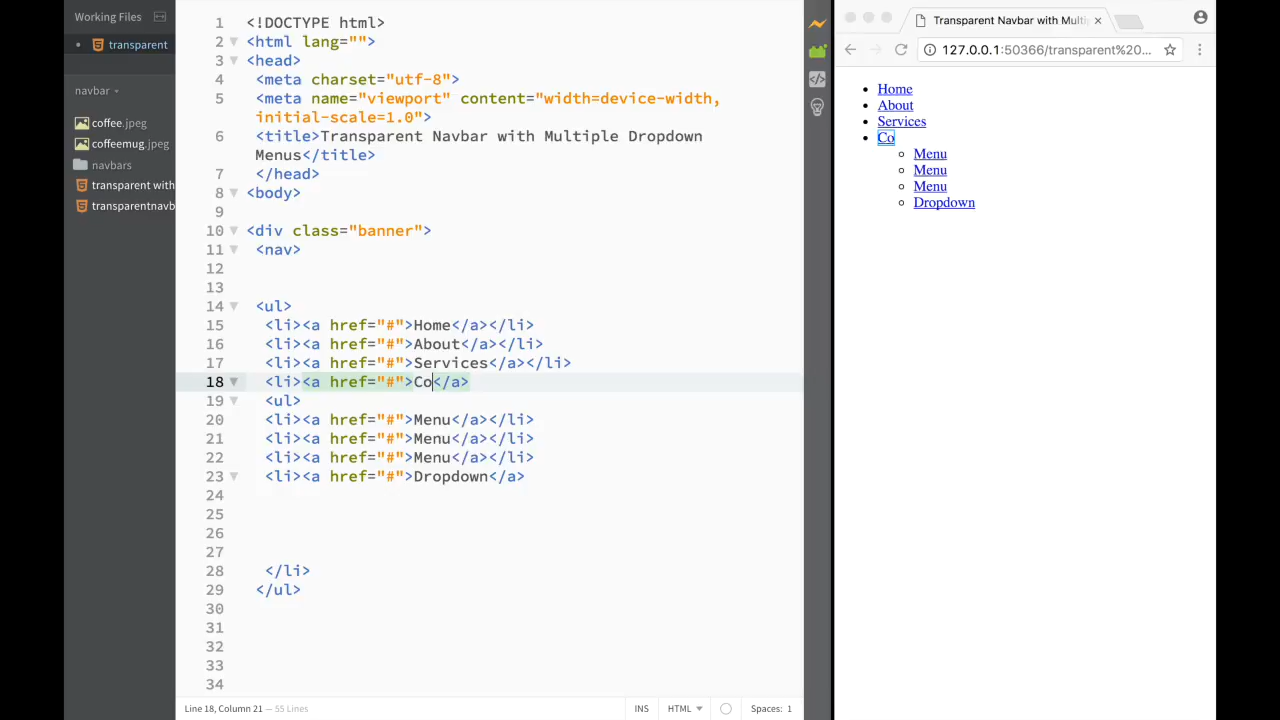 Working Files
transparent
navbar
coffee.jpeg
coffeemug.jpeg
navbars
transparent with
transparentnavb
1 <!DOCTYPE html>
2 <html lang="">
3 <head>
4 <meta charset="utf-8">
5 <meta name="viewport" content="width=device-width,
initial-scale=1.0">
6 <title>Transparent Navbar with Multiple Dropdown
Menus</title>
7 </head>
8 <body>
9
10 <div class="banner">
11 <nav>
12
13
14 <ul>
15 <li><a href="#">Home</a></li>
16 <li><a href="#">About</a></li>
17 <li><a href="#">Services</a></li>
18 <li><a href="#">Co</a>
19 <ul>
20 <li><a href="#">Menu</a></li>
21 <li><a href="#">Menu</a></li>
22 <li><a href="#">Menu</a></li>
23 <li><a href="#">Dropdown</a>
24
25
26
27
28 </li>
29 </ul>
30
31
32
33
34
Line 18, Column 21 — 55 Lines
INS
HTML
Spaces: 1
Transparent Navbar with Multip
127.0.0.1:50366/transparent%20...
Home
About
Services
Co
Menu
Menu
Menu
Dropdown